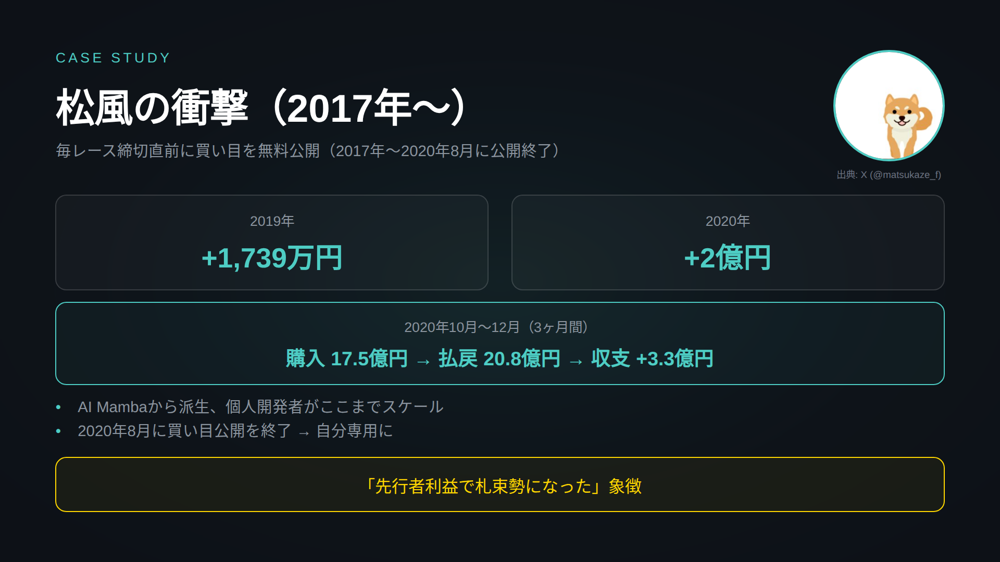 CASE STUDY
松風の衝撃（2017年〜）
毎レース締切直前に買い目を無料公開（2017年〜2020年8月に公開終了）
出典: X (@matsukaze_f)
2019年
+1,739万円
2020年
+2億円
2020年10月〜12月（3ヶ月間）
購入 17.5億円 → 払戻 20.8億円 → 収支 +3.3億円
• AI Mambaから派生、個人開発者がここまでスケール
• 2020年8月に買い目公開を終了 → 自分専用に
「先行者利益で札束勢になった」象徴